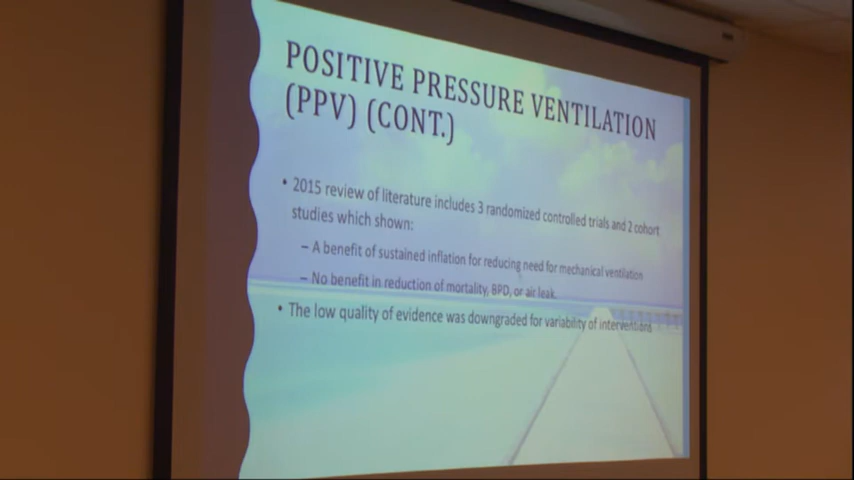 POSITIVE PRESSURE VENTILATION
(PPV) (CONT.)
• 2015 review of literature includes 3 randomized controlled trials and 2 cohort
studies which shown:
– A benefit of sustained inflation for reducing need for mechanical ventilation
– No benefit in reduction of mortality, BPD, or air leak.
• The low quality of evidence was downgraded for variability of interventions